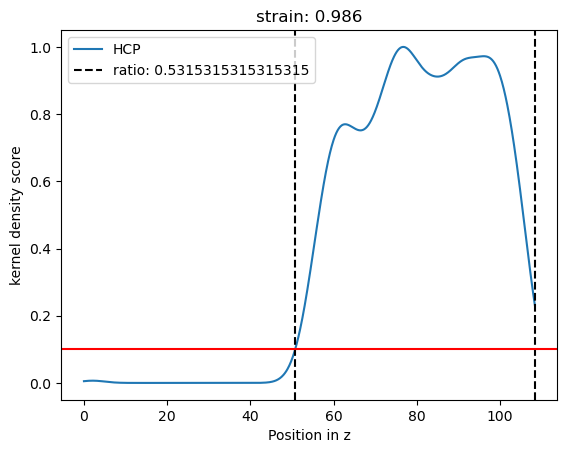 strain: 0.986
HCP
ratio: 0.5315315315315315
kernel density score
1.0
0.8
0.6
0.4
0.2
0.0
0 20 40 60 80 100
Position in z